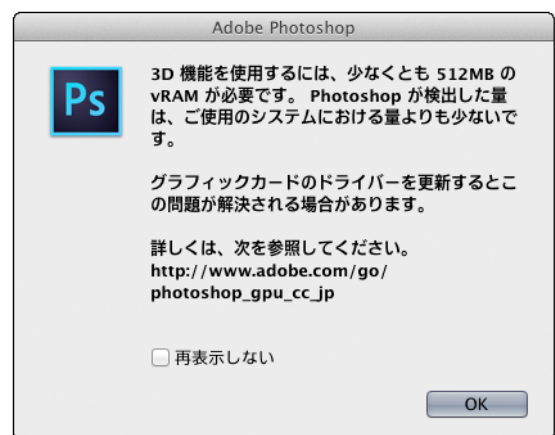 Adobe Photoshop
Ps
3D 機能を使用するには、少なくとも 512MB の
vRAM が必要です。 Photoshop が検出した量
は、ご使用のシステムにおける量よりも少ないで
す。
グラフィックカードのドライバーを更新するとこ
の問題が解決される場合があります。
詳しくは、次を参照してください。
http://www.adobe.com/go/
photoshop_gpu_cc_jp
再表示しない
OK